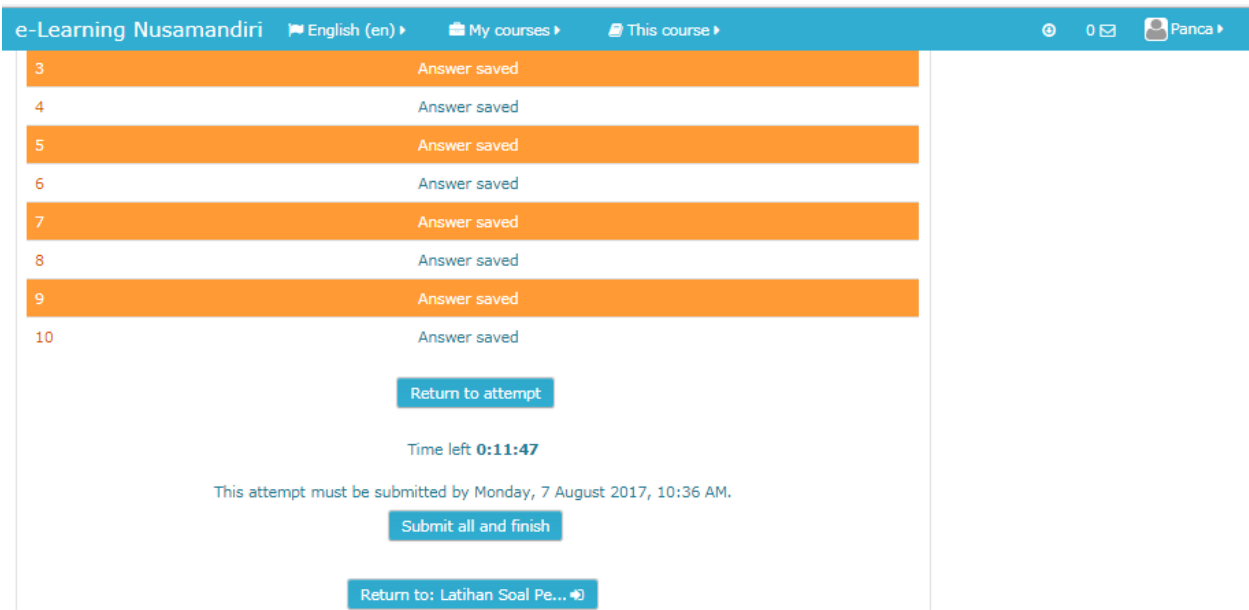 e-Learning Nusamandiri English (en) My courses This course 0 Panca
3 Answer saved
4 Answer saved
5 Answer saved
6 Answer saved
7 Answer saved
8 Answer saved
9 Answer saved
10 Answer saved
Return to attempt
Time left 0:11:47
This attempt must be submitted by Monday, 7 August 2017, 10:36 AM.
Submit all and finish
Return to: Latihan Soal Pe...